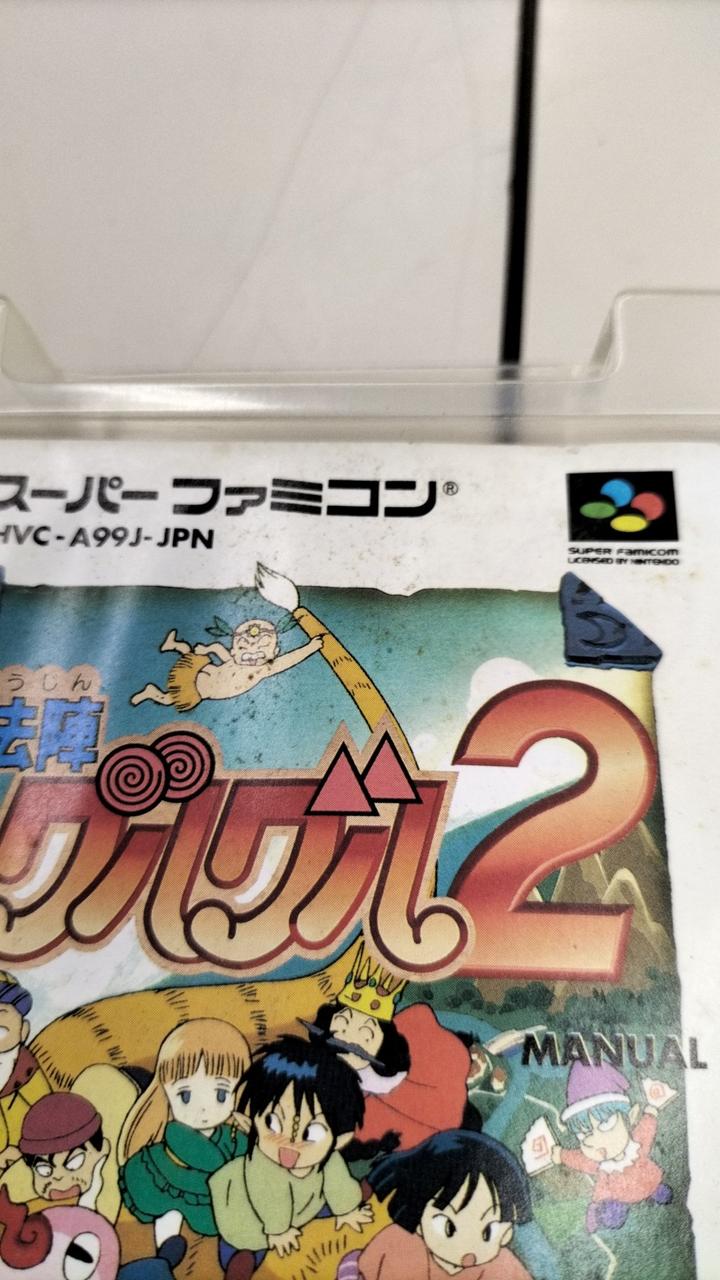 スーパーファミコン®
HVC-A99J-JPN
SUPER FAMICOM
LICENSED BY NINTENDO
うじん
法陣
グルグル2
MANUAL